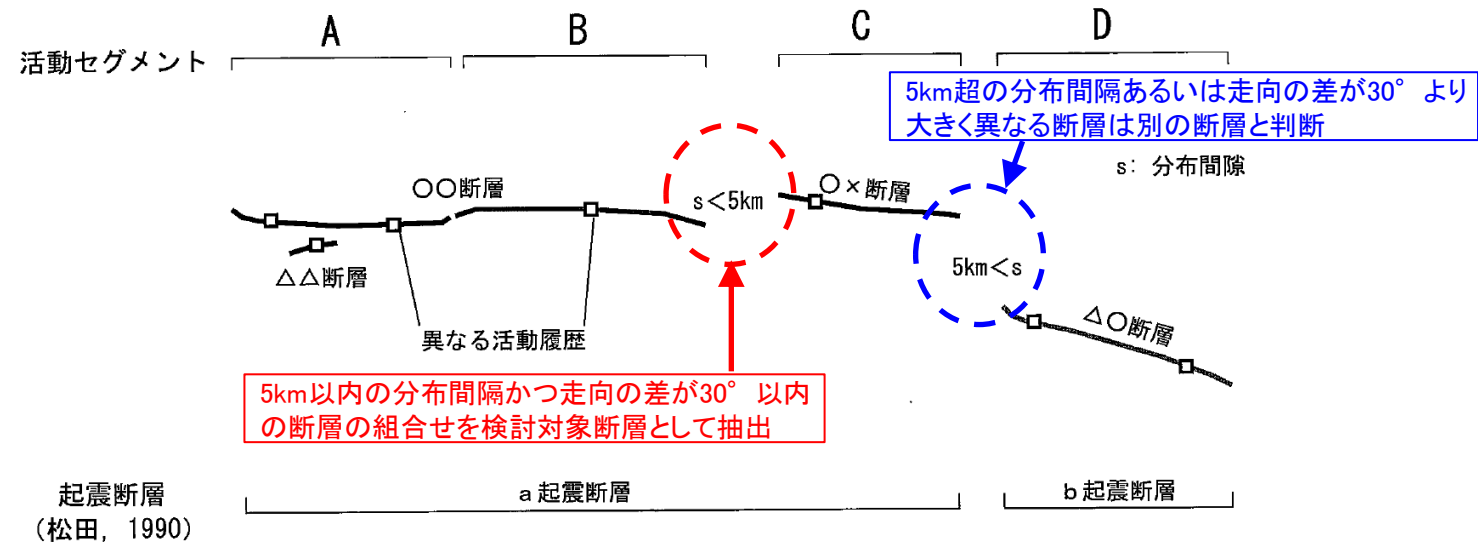 A
B
C
D
活動セグメント
5km超の分布間隔あるいは走向の差が30° より
大きく異なる断層は別の断層と判断
s: 分布間隙
○○断層
s<5km
○×断層
5km<s
△△断層
△○断層
異なる活動履歴
5km以内の分布間隔かつ走向の差が30° 以内
の断層の組合せを検討対象断層として抽出
起震断層
(松田, 1990)
a起震断層
b起震断層